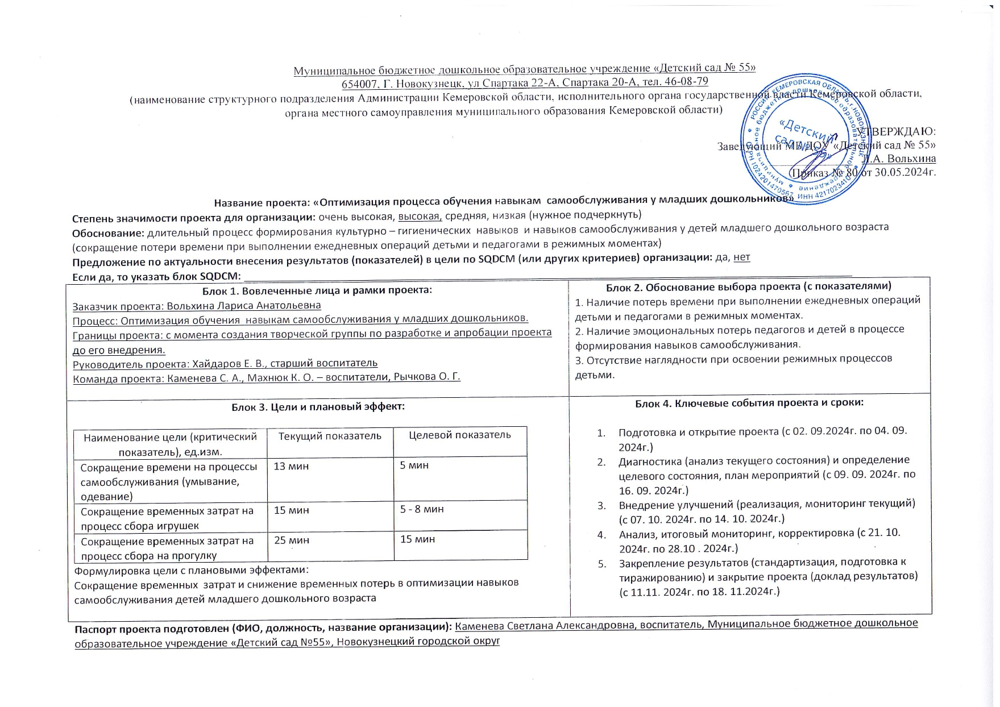 Муниципальное бюджетное дошкольное образовательное учреждение «Детский сад № 55»
654007, Г. Новокузнецк, ул Спартака 22-А, Спартака 20-А, тел. 46-08-79
(наименование структурного подразделения Администрации Кемеровской области, исполнительного органа государственной власти Кемеровской области,
органа местного самоуправления муниципального образования Кемеровской области)
РОССИЯ КЕМЕРОВСКАЯ ОБЛАСТЬ, г. НОВОКУЗНЕЦК
ОГРН 1024201470567 ИНН 4217023410
муниципальное бюджетное дошкольное образовательное учреждение
«Детский
сад № 55»
УТВЕРЖДАЮ:
Заведующий МБДОУ «Детский сад № 55»
Л.А. Вольхина
Приказ № 80 от 30.05.2024г.
Название проекта: «Оптимизация процесса обучения навыкам самообслуживания у младших дошкольников»
Степень значимости проекта для организации: очень высокая, высокая, средняя, низкая (нужное подчеркнуть)
Обоснование: длительный процесс формирования культурно – гигиенических навыков и навыков самообслуживания у детей младшего дошкольного возраста
(сокращение потери времени при выполнении ежедневных операций детьми и педагогами в режимных моментах)
Предложение по актуальности внесения результатов (показателей) в цели по SQDCM (или других критериев) организации: да, нет
Если да, то указать блок SQDCM:
Блок 1. Вовлеченные лица и рамки проекта:
Заказчик проекта: Вольхина Лариса Анатольевна
Процесс: Оптимизация обучения навыкам самообслуживания у младших дошкольников.
Границы проекта: с момента создания творческой группы по разработке и апробации проекта
до его внедрения.
Руководитель проекта: Хайдаров Е. В., старший воспитатель
Команда проекта: Каменева С. А., Махнюк К. О. – воспитатели, Рычкова О. Г.
Блок 2. Обоснование выбора проекта (с показателями)
1. Наличие потерь времени при выполнении ежедневных операций
детьми и педагогами в режимных моментах.
2. Наличие эмоциональных потерь педагогов и детей в процессе
формирования навыков самообслуживания.
3. Отсутствие наглядности при освоении режимных процессов
детьми.
Блок 3. Цели и плановый эффект:
Наименование цели (критический
показатель), ед.изм.
Текущий показатель
Целевой показатель
Сокращение времени на процессы
самообслуживания (умывание,
одевание)
13 мин
5 мин
Сокращение временных затрат на
процесс сбора игрушек
15 мин
5 - 8 мин
Сокращение временных затрат на
процесс сбора на прогулку
25 мин
15 мин
Формулировка цели с плановыми эффектами:
Сокращение временных затрат и снижение временных потерь в оптимизации навыков
самообслуживания детей младшего дошкольного возраста
Блок 4. Ключевые события проекта и сроки:
1. Подготовка и открытие проекта (с 02. 09.2024г. по 04. 09.
2024г.)
2. Диагностика (анализ текущего состояния) и определение
целевого состояния, план мероприятий (с 09. 09. 2024г. по
16. 09. 2024г.)
3. Внедрение улучшений (реализация, мониторинг текущий)
(с 07. 10. 2024г. по 14. 10. 2024г.)
4. Анализ, итоговый мониторинг, корректировка (с 21. 10.
2024г. по 28.10 . 2024г.)
5. Закрепление результатов (стандартизация, подготовка к
тиражированию) и закрытие проекта (доклад результатов)
(с 11.11. 2024г. по 18. 11.2024г.)
Паспорт проекта подготовлен (ФИО, должность, название организации): Каменева Светлана Александровна, воспитатель, Муниципальное бюджетное дошкольное
образовательное учреждение «Детский сад №55», Новокузнецкий городской округ